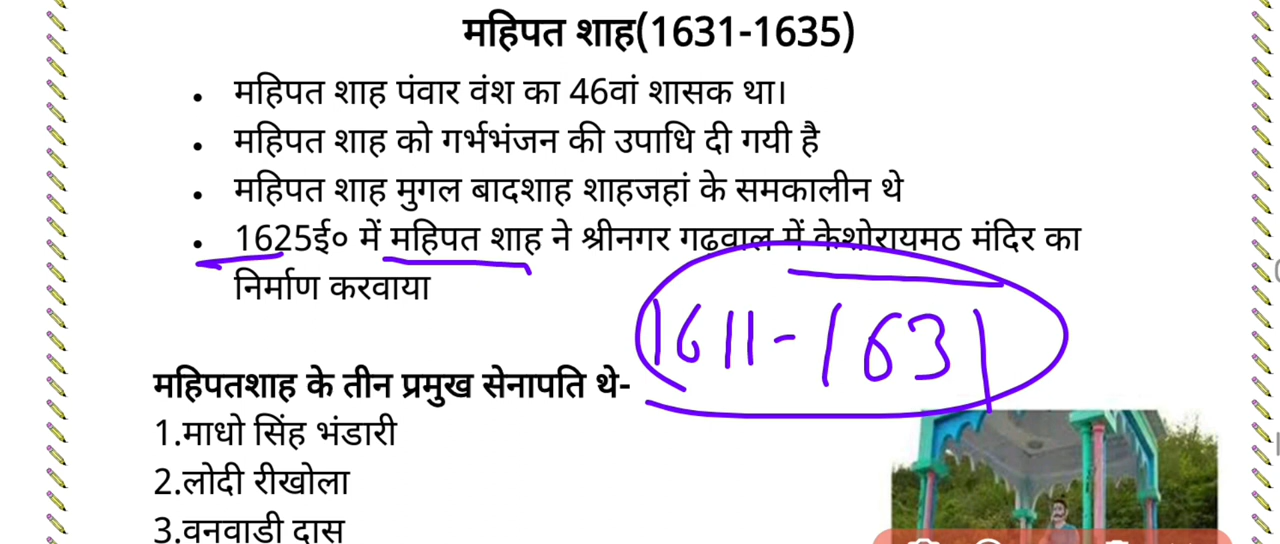 महिपत शाह(1631-1635)
• महिपत शाह पंवार वंश का 46वां शासक था।
• महिपत शाह को गर्भभंजन की उपाधि दी गयी है
• महिपत शाह मुगल बादशाह शाहजहां के समकालीन थे
• 1625ई० में महिपत शाह ने श्रीनगर गढ़वाल में केशोरायमठ मंदिर का
निर्माण करवाया
1611-1631
महिपतशाह के तीन प्रमुख सेनापति थे-
1.माधो सिंह भंडारी
2.लोदी रीखोला
3.वनवाडी दास